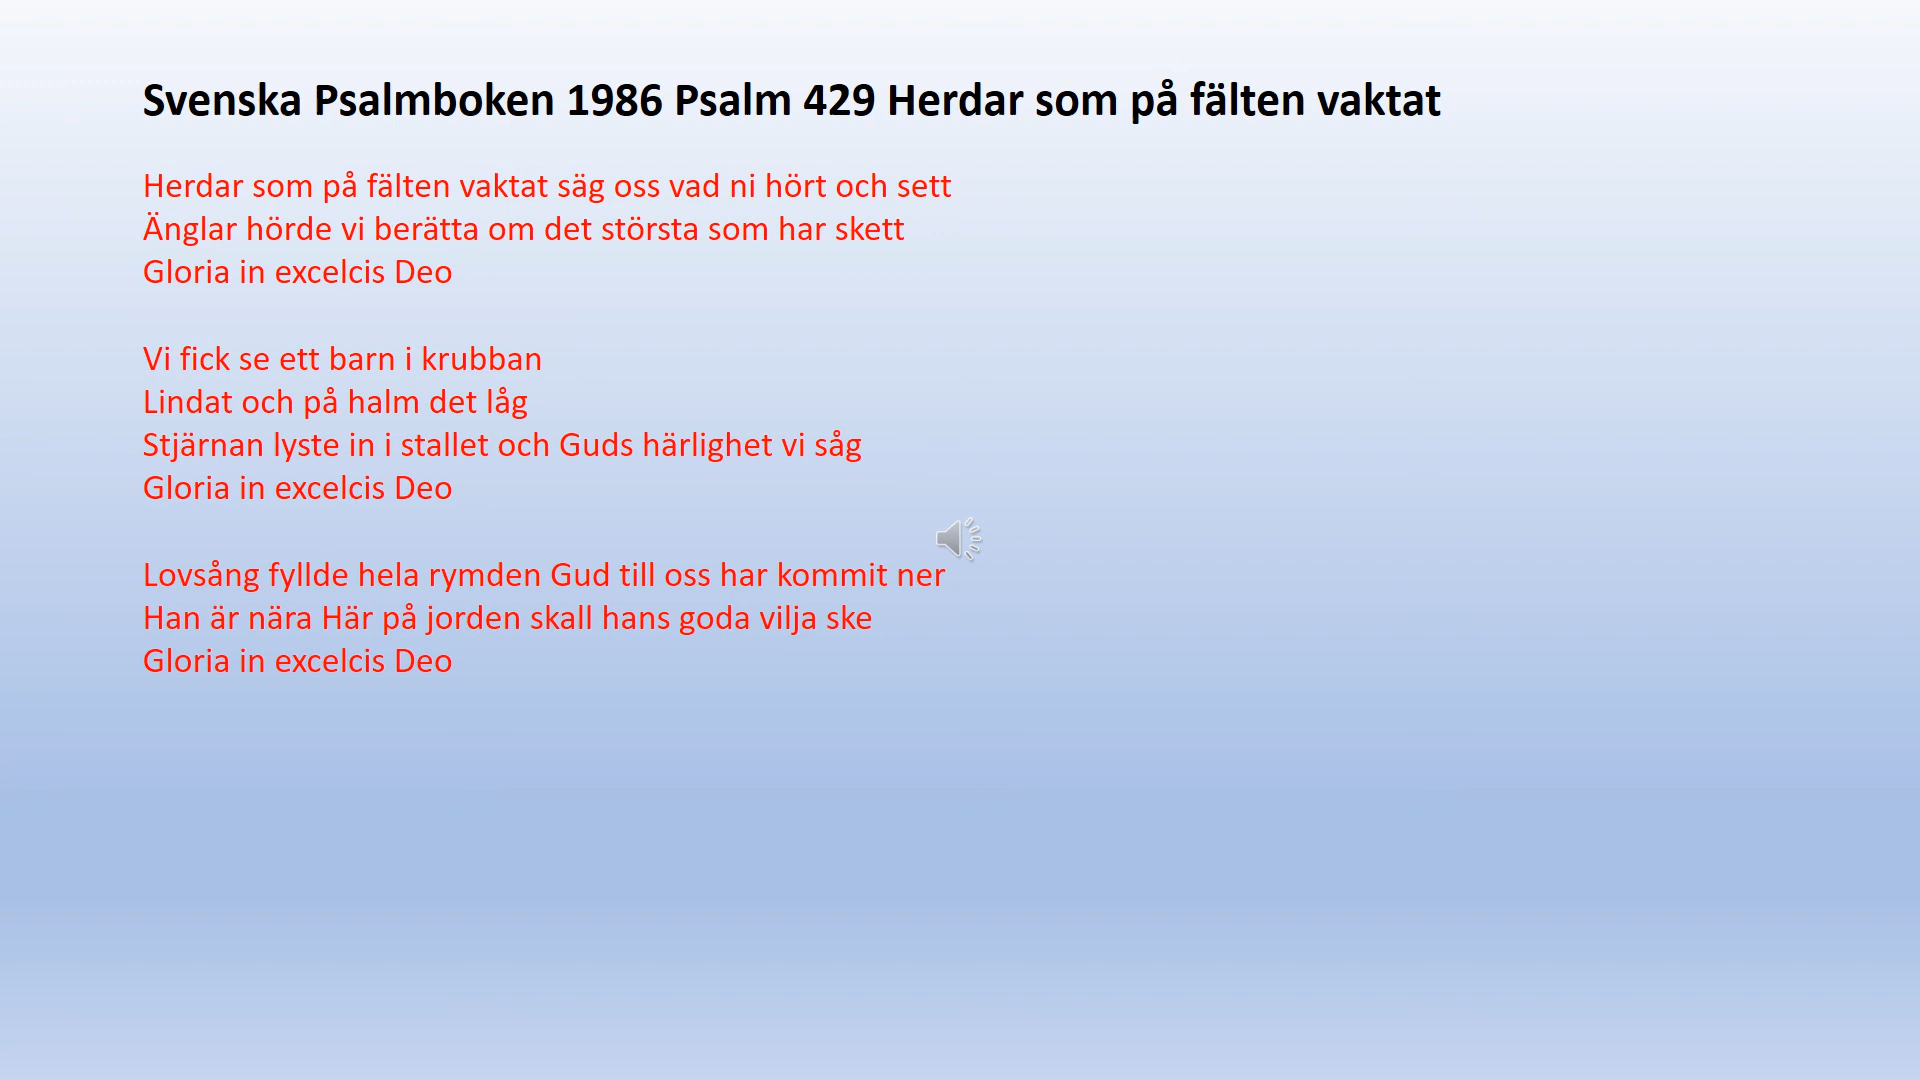 Svenska Psalmboken 1986 Psalm 429 Herdar som på fälten vaktat
Herdar som på fälten vaktat säg oss vad ni hört och sett
Änglar hörde vi berätta om det största som har skett
Gloria in excelcis Deo
Vi fick se ett barn i krubban
Lindat och på halm det låg
Stjärnan lyste in i stallet och Guds härlighet vi såg
Gloria in excelcis Deo
Lovsång fyllde hela rymden Gud till oss har kommit ner
Han är nära Här på jorden skall hans goda vilja ske
Gloria in excelcis Deo